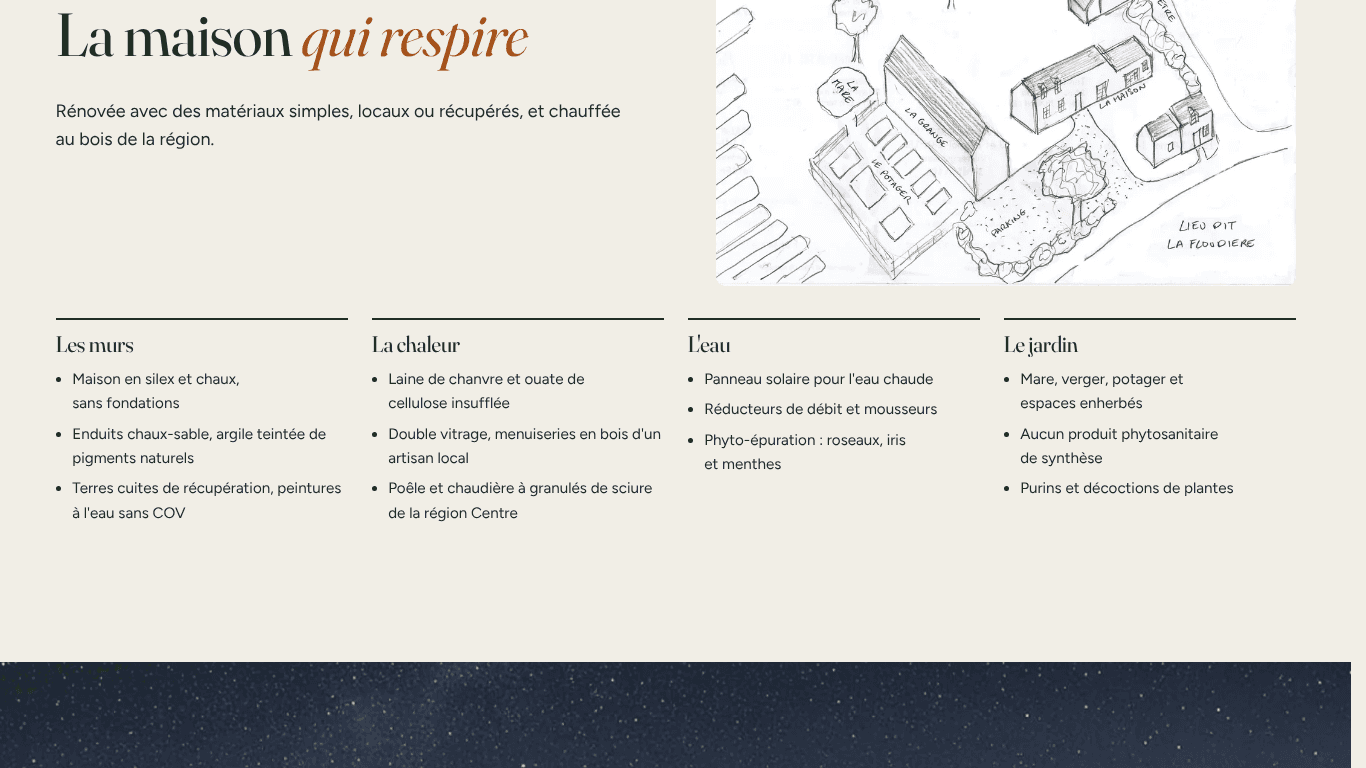 La maison qui respire
Rénovée avec des matériaux simples, locaux ou récupérés, et chauffée
au bois de la région.
LA
MARE
LA GRANGE
LA MAISON
LE POTAGER
PARKING
LIEU DIT
LA FLOUDIERE
Les murs
Maison en silex et chaux,
sans fondations
Enduits chaux-sable, argile teintée de
pigments naturels
Terres cuites de récupération, peintures
à l'eau sans COV
La chaleur
Laine de chanvre et ouate de
cellulose insufflée
Double vitrage, menuiseries en bois d'un
artisan local
Poêle et chaudière à granulés de sciure
de la région Centre
L'eau
Panneau solaire pour l'eau chaude
Réducteurs de débit et mousseurs
Phyto-épuration : roseaux, iris
et menthes
Le jardin
Mare, verger, potager et
espaces enherbés
Aucun produit phytosanitaire
de synthèse
Purins et décoctions de plantes